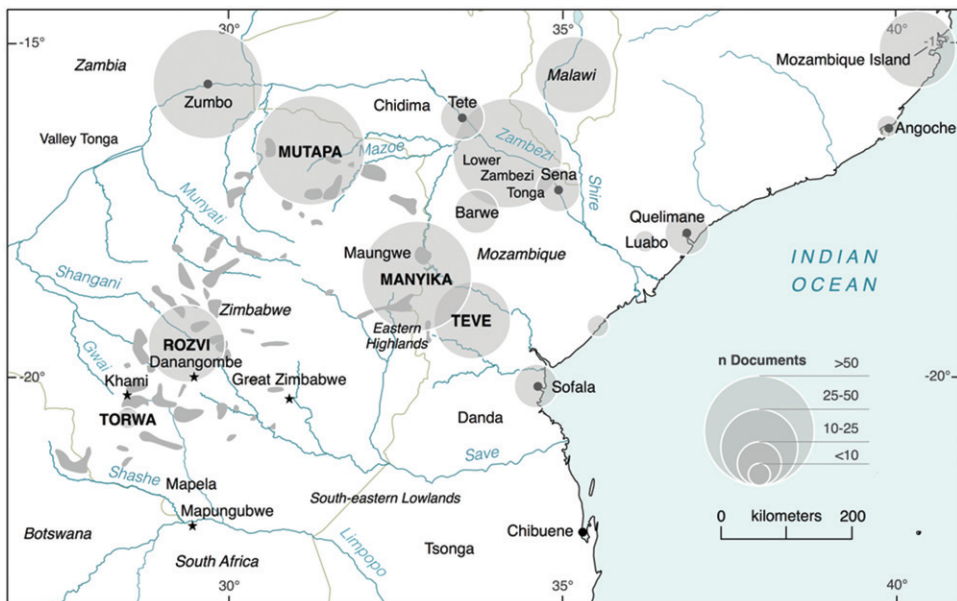 30°
35°
40°
-15°
-15°
Zambia
Mozambique Island
Malawi
Zumbo
Chidima
Tete
Angoche
Valley Tonga
MUTAPA
Mazoe
Zambezi
Lower
Zambezi
Tonga
Sena
Shire
Munyati
Barwe
Quelimane
Luabo
Maungwe
Mozambique
MANYIKA
INDIAN
OCEAN
Shangani
Zimbabwe
TEVE
Eastern
Highlands
ROZVI
Danangombe
Gwai
Khami
Great Zimbabwe
-20°
-20°
Sofala
TORWA
Danda
n Documents
>50
25-50
10-25
<10
Save
Shashe
Mapela
South-eastern Lowlands
Mapungubwe
0 kilometers 200
Botswana
Chibuene
South Africa
Limpopo
Tsonga
30°
35°
40°